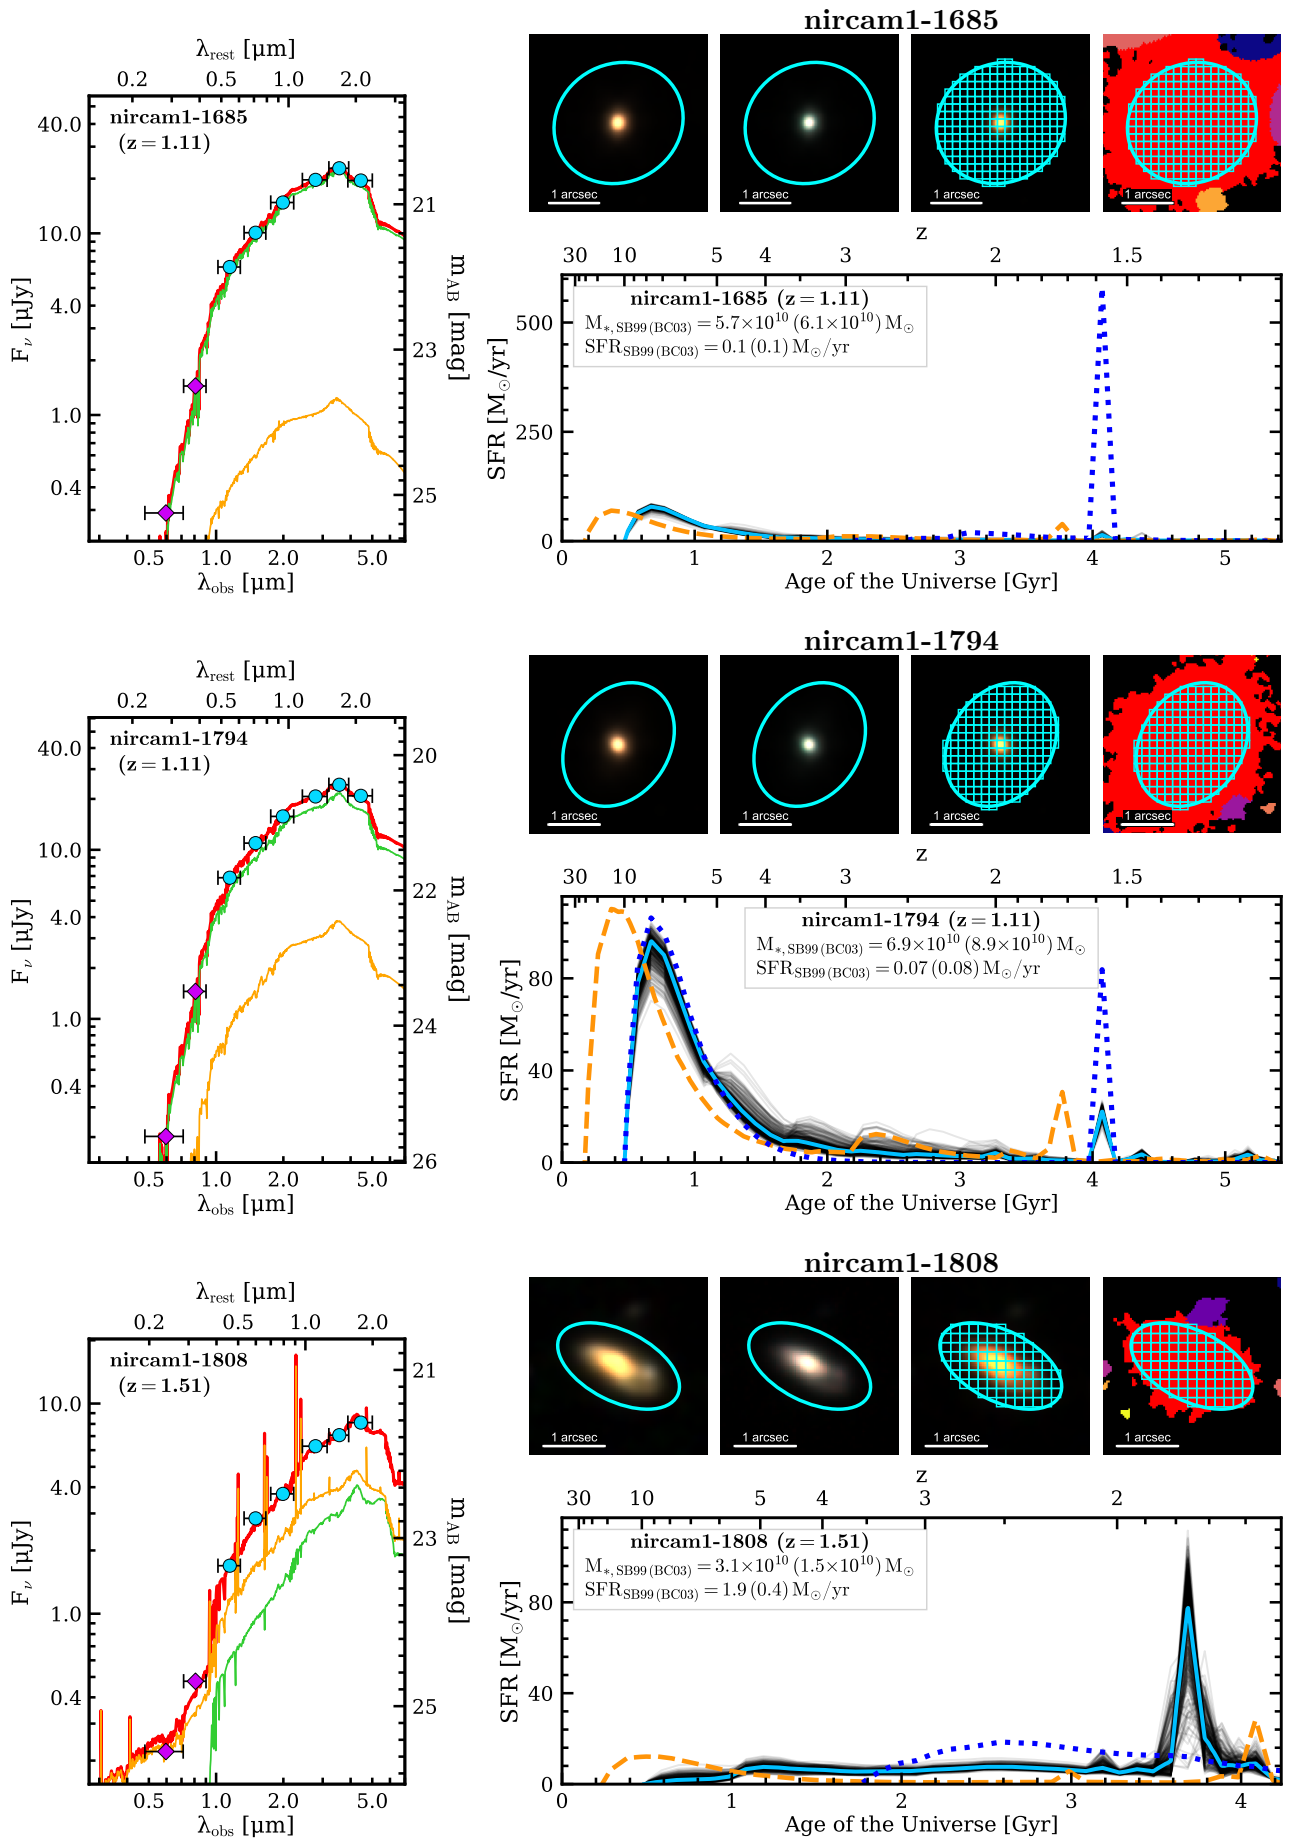 nircam1-1685
λrest [μm]
0.2 0.5 1.0 2.0
nircam1-1685
(z = 1.11)
40.0
10.0
4.0
1.0
0.4
Fν [μJy]
21
23
25
mAB [mag]
0.5 1.0 2.0 5.0
λobs [μm]
1 arcsec
1 arcsec
1 arcsec
1 arcsec
z
30 10 5 4 3 2 1.5
nircam1-1685 (z = 1.11)
M*,SB99(BC03) = 5.7×10^10 (6.1×10^10) M⊙
SFRSB99(BC03) = 0.1 (0.1) M⊙/yr
500
250
0
SFR [M⊙/yr]
0 1 2 3 4 5
Age of the Universe [Gyr]
nircam1-1794
λrest [μm]
0.2 0.5 1.0 2.0
nircam1-1794
(z = 1.11)
40.0
10.0
4.0
1.0
0.4
Fν [μJy]
20
22
24
26
mAB [mag]
0.5 1.0 2.0 5.0
λobs [μm]
1 arcsec
1 arcsec
1 arcsec
1 arcsec
z
30 10 5 4 3 2 1.5
nircam1-1794 (z = 1.11)
M*,SB99(BC03) = 6.9×10^10 (8.9×10^10) M⊙
SFRSB99(BC03) = 0.07 (0.08) M⊙/yr
80
40
0
SFR [M⊙/yr]
0 1 2 3 4 5
Age of the Universe [Gyr]
nircam1-1808
λrest [μm]
0.2 0.5 1.0 2.0
nircam1-1808
(z = 1.51)
10.0
4.0
1.0
0.4
Fν [μJy]
21
23
25
mAB [mag]
0.5 1.0 2.0 5.0
λobs [μm]
1 arcsec
1 arcsec
1 arcsec
1 arcsec
z
30 10 5 4 3 2
nircam1-1808 (z = 1.51)
M*,SB99(BC03) = 3.1×10^10 (1.5×10^10) M⊙
SFRSB99(BC03) = 1.9 (0.4) M⊙/yr
80
40
0
SFR [M⊙/yr]
0 1 2 3 4
Age of the Universe [Gyr]